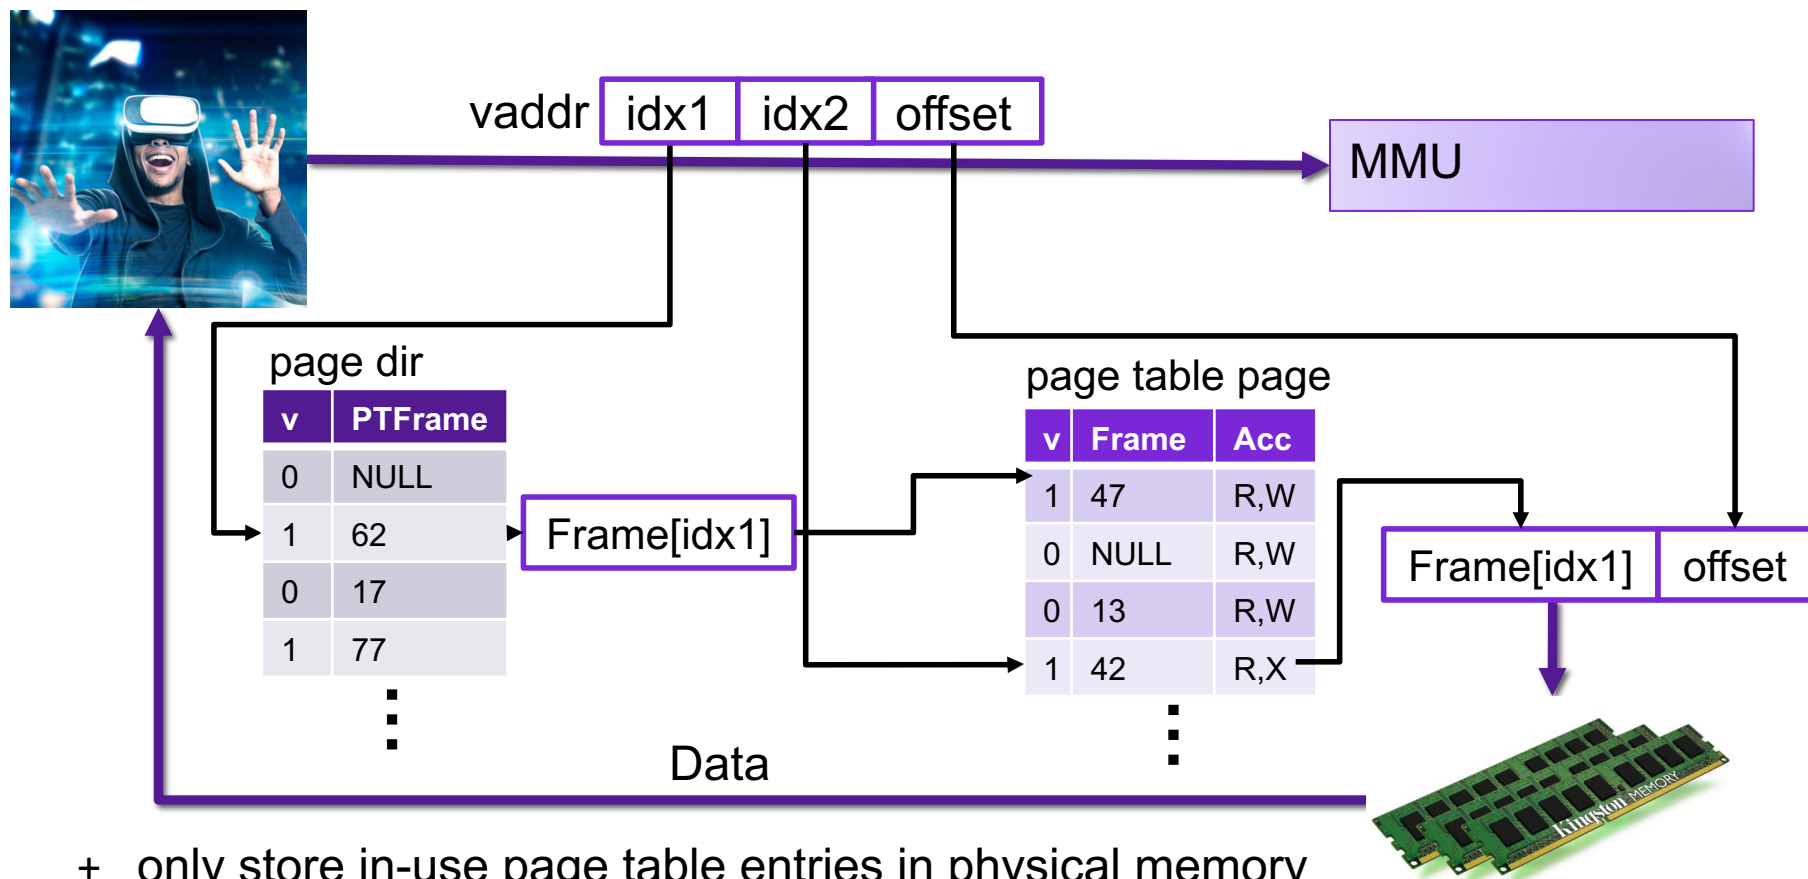 vaddr idx1 idx2 offset
MMU
page dir
v PTFrame
0 NULL
1 62
0 17
1 77
Frame[idx1]
page table page
v Frame Acc
1 47 R,W
0 NULL R,W
0 13 R,W
1 42 R,X
Frame[idx1] offset
Data
Kingston MEMORY
+ only store in-use page table entries in physical memory